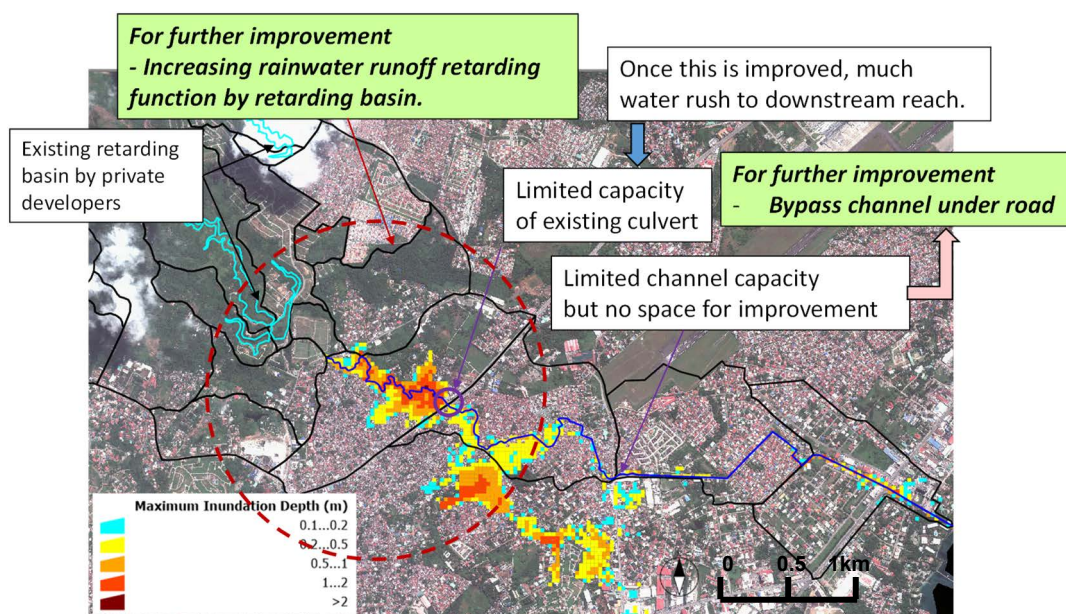 For further improvement
- Increasing rainwater runoff retarding
function by retarding basin.
Once this is improved, much
water rush to downstream reach.
Existing retarding
basin by private
developers
Limited capacity
of existing culvert
For further improvement
- Bypass channel under road
Limited channel capacity
but no space for improvement
Maximum Inundation Depth (m)
0.1...0.2
0.2...0.5
0.5...1
1...2
>2
0 0.5 1km